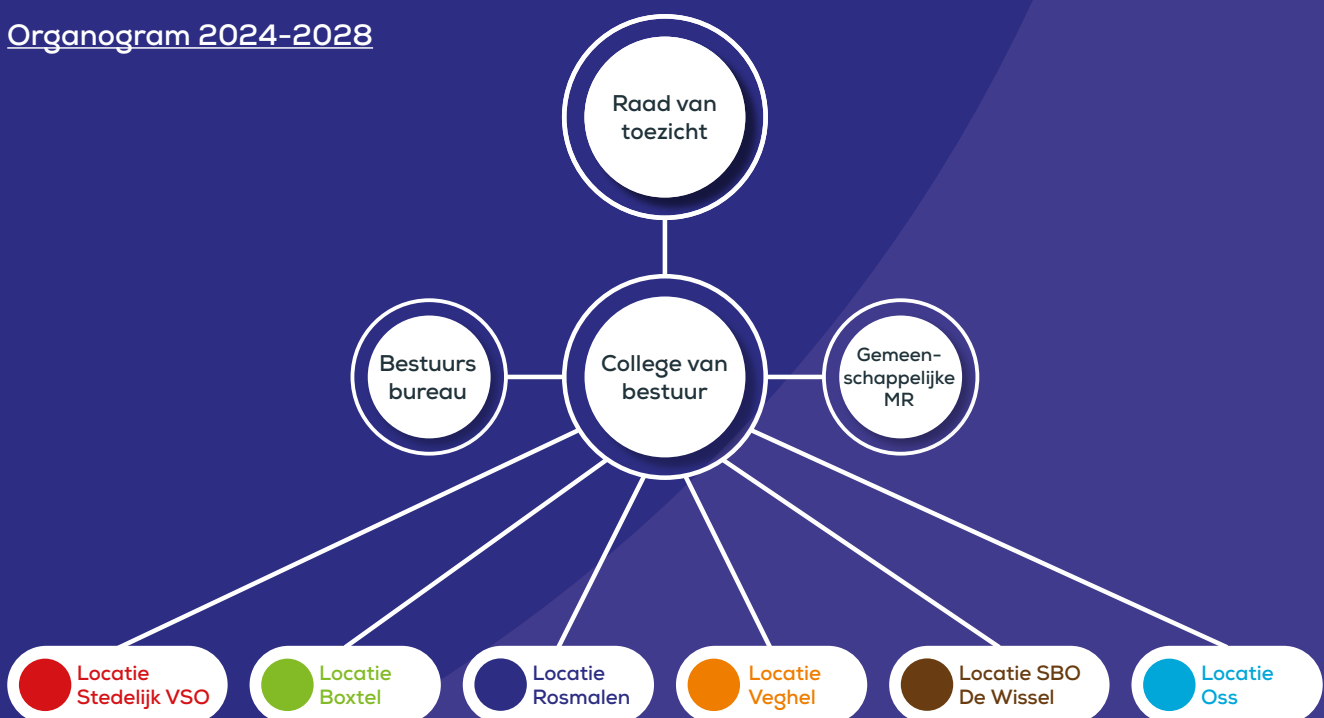 Organogram 2024-2028
Raad van
toezicht
Bestuurs
bureau
College van
bestuur
Gemeen-
schappelijke
MR
Locatie
Stedelijk VSO
Locatie
Boxtel
Locatie
Rosmalen
Locatie
Veghel
Locatie SBO
De Wissel
Locatie
Oss